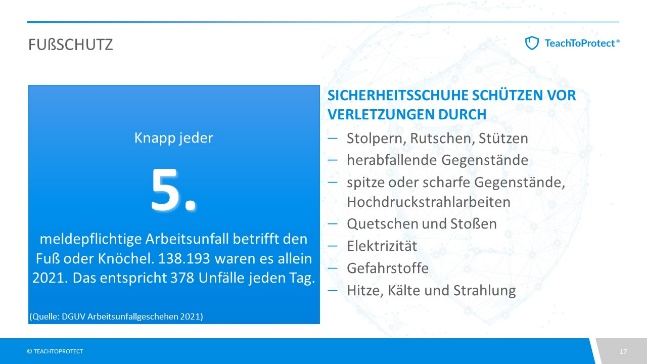 FUßSCHUTZ
TeachToProtect®
Knapp jeder
5.
meldepflichtige Arbeitsunfall betrifft den
Fuß oder Knöchel. 138.193 waren es allein
2021. Das entspricht 378 Unfälle jeden Tag.
(Quelle: DGUV Arbeitsunfallgeschehen 2021)
SICHERHEITSSCHUHE SCHÜTZEN VOR
VERLETZUNGEN DURCH
– Stolpern, Rutschen, Stützen
– herabfallende Gegenstände
– spitze oder scharfe Gegenstände,
Hochdruckstrahlarbeiten
– Quetschen und Stoßen
– Elektrizität
– Gefahrstoffe
– Hitze, Kälte und Strahlung
© TEACHTOPROTECT
17